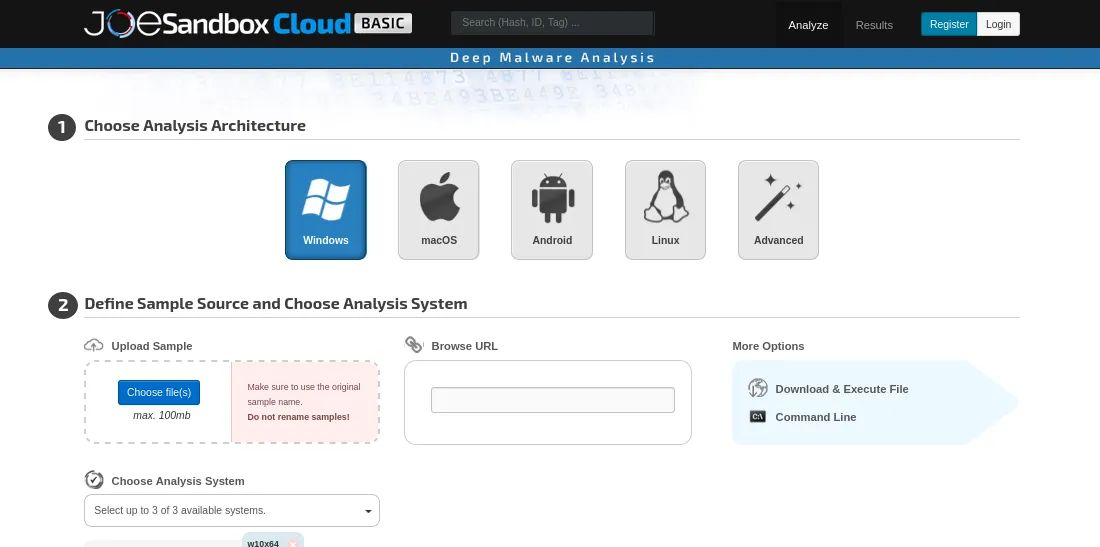 JOESandbox Cloud BASIC
Search (Hash, ID, Tag) ...
Analyze
Results
Register
Login
Deep Malware Analysis
1 Choose Analysis Architecture
Windows
macOS
Android
Linux
Advanced
2 Define Sample Source and Choose Analysis System
Upload Sample
Choose file(s)
max. 100mb
Make sure to use the original
sample name.
Do not rename samples!
Browse URL
More Options
Download & Execute File
C:\
Command Line
Choose Analysis System
Select up to 3 of 3 available systems.
w10x64